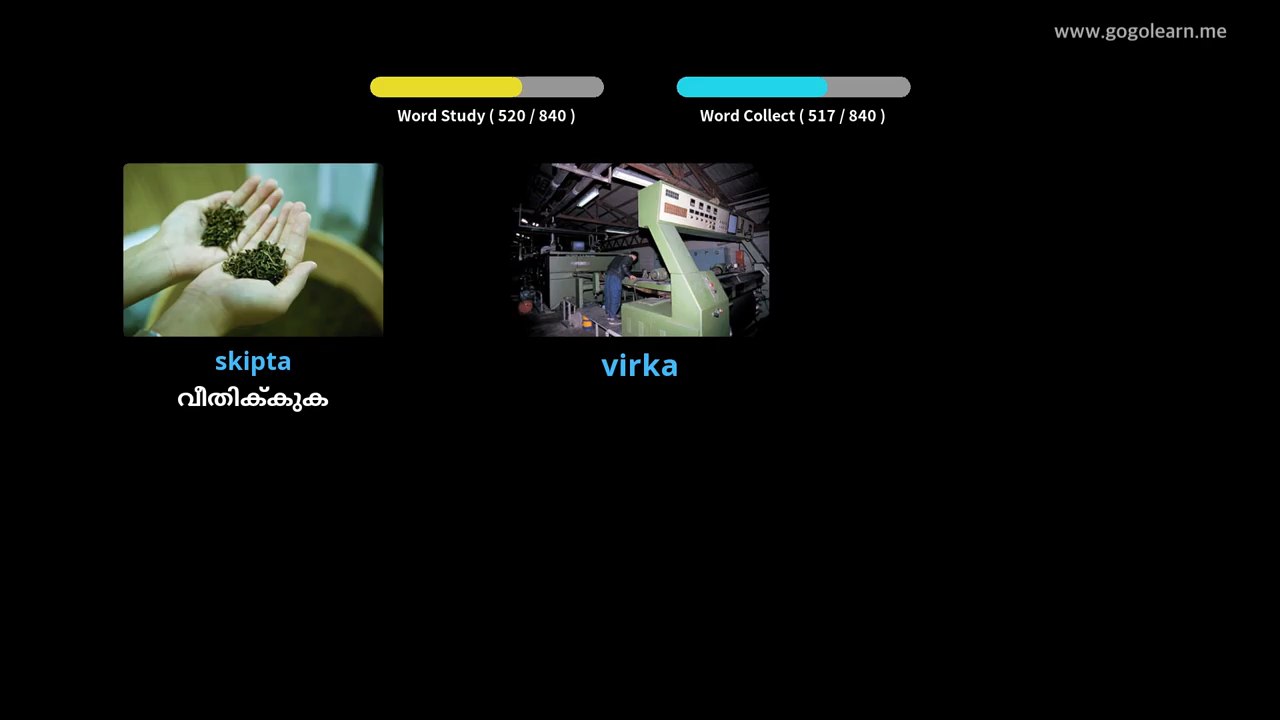 www.gogolearn.me
Word Study ( 520 / 840 )
Word Collect ( 517 / 840 )
skipta
വീതിക്കുക
virka